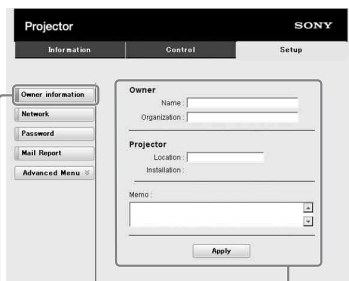 Projector SONY
Information Control Setup
Owner information
Network
Password
Mail Report
Advanced Menu
Owner
Name :
Organization :
Projector
Location :
Installation :
Memo :
Apply